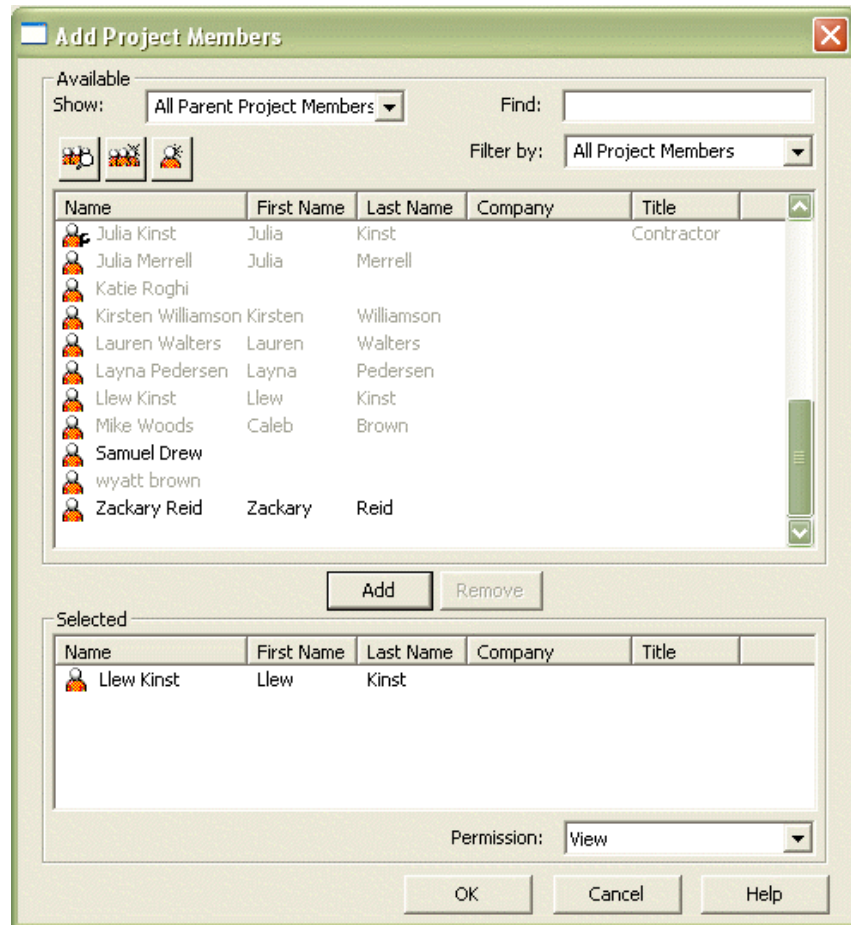 Add Project Members
Available
Show: All Parent Project Members Find:
Filter by: All Project Members
Name First Name Last Name Company Title
Julia Kinst Julia Kinst Contractor
Julia Merrell Julia Merrell
Katie Roghi
Kirsten Williamson Kirsten Williamson
Lauren Walters Lauren Walters
Layna Pedersen Layna Pedersen
Llew Kinst Llew Kinst
Mike Woods Caleb Brown
Samuel Drew
wyatt brown
Zackary Reid Zackary Reid
Add Remove
Selected
Name First Name Last Name Company Title
Llew Kinst Llew Kinst
Permission: View
OK Cancel Help